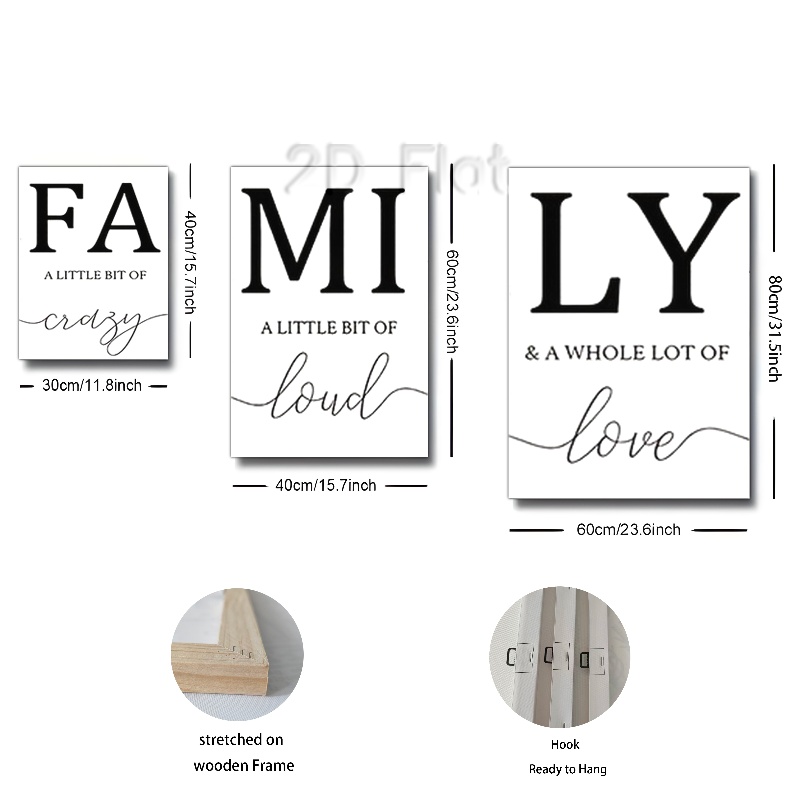 2D Flat
FA
A LITTLE BIT OF
crazy
40cm/15.7inch
30cm/11.8inch
MI
A LITTLE BIT OF
loud
60cm/23.6inch
40cm/15.7inch
LY
& A WHOLE LOT OF
love
80cm/31.5inch
60cm/23.6inch
stretched on
wooden Frame
Hook
Ready to Hang